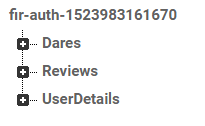 fir-auth-1523983161670
Dares
Reviews
UserDetails